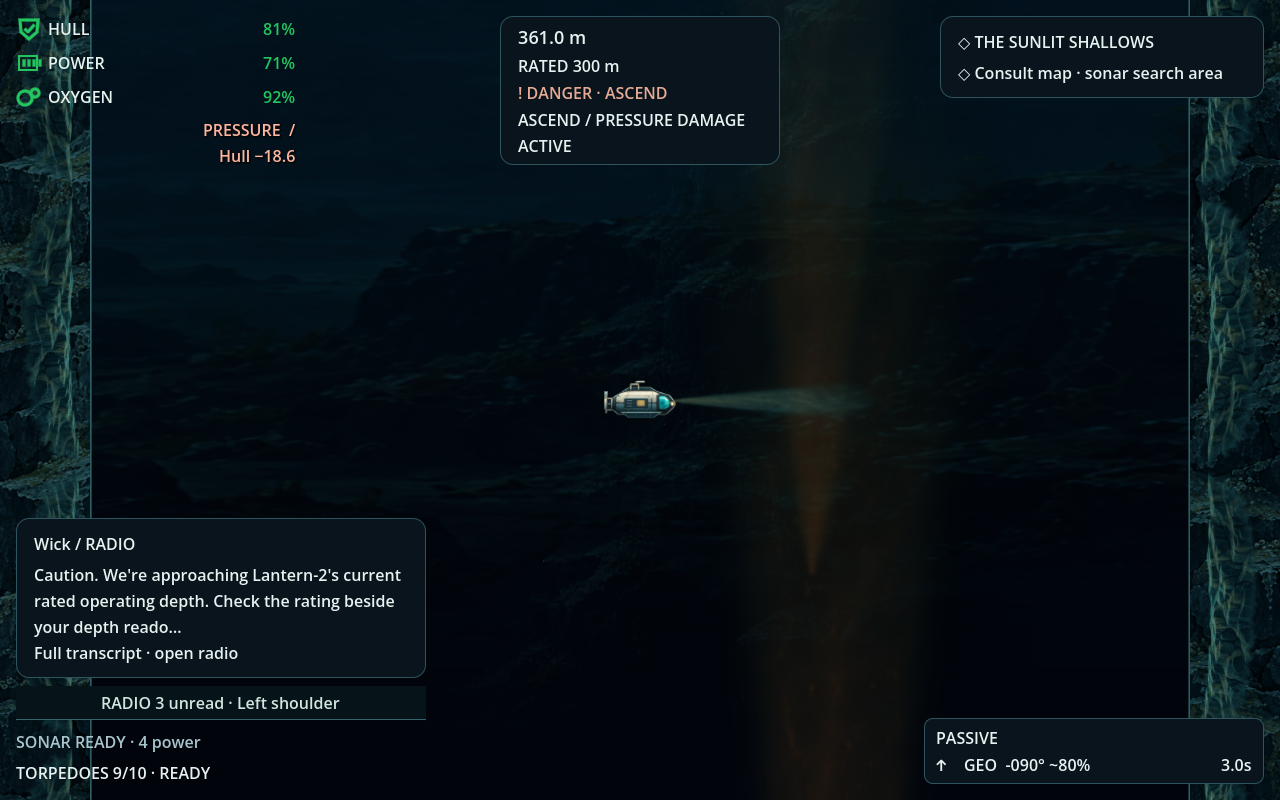 HULL 81%
POWER 71%
OXYGEN 92%
PRESSURE /
Hull −18.6
361.0 m
RATED 300 m
! DANGER · ASCEND
ASCEND / PRESSURE DAMAGE
ACTIVE
◇ THE SUNLIT SHALLOWS
◇ Consult map · sonar search area
Wick / RADIO
Caution. We're approaching Lantern-2's current
rated operating depth. Check the rating beside
your depth reado...
Full transcript · open radio
RADIO 3 unread · Left shoulder
SONAR READY · 4 power
TORPEDOES 9/10 · READY
PASSIVE
↑ GEO -090° ~80% 3.0s